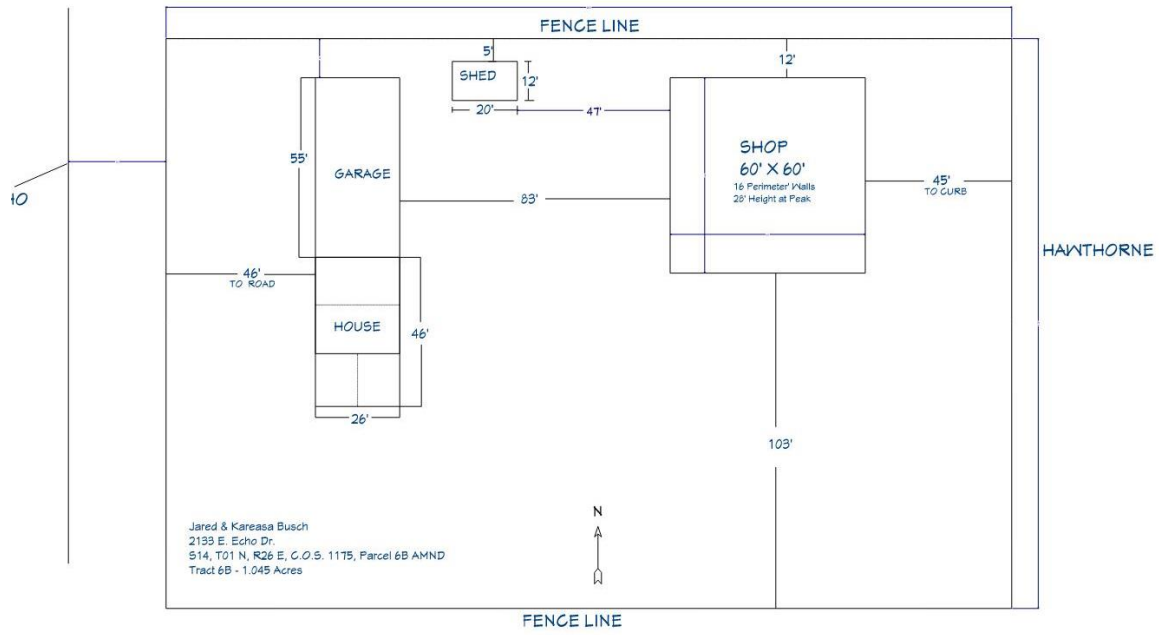 FENCE LINE
5'
SHED
12'
20'
47'
12'
SHOP
60' X 60'
16 Perimeter' Walls
28' Height at Peak
45'
TO CURB
HAWTHORNE
55'
GARAGE
83'
46'
TO ROAD
HOUSE
46'
26'
103'
N
Jared & Kareasa Busch
2133 E. Echo Dr.
S14, T01 N, R26 E, C.O.S. 1175, Parcel 6B AMND
Tract 6B - 1.045 Acres
FENCE LINE